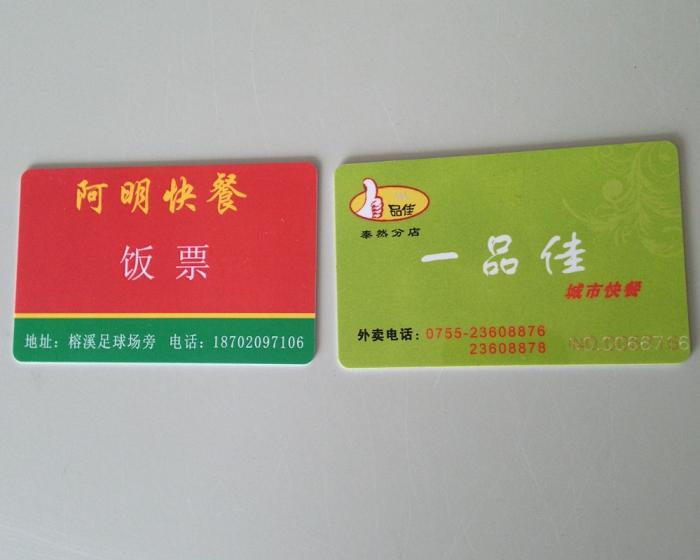 阿明快餐
饭票
地址：榕溪足球场旁 电话：18702097106
品佳
泰然分店
一品佳
城市快餐
外卖电话：0755-23608876
23608878